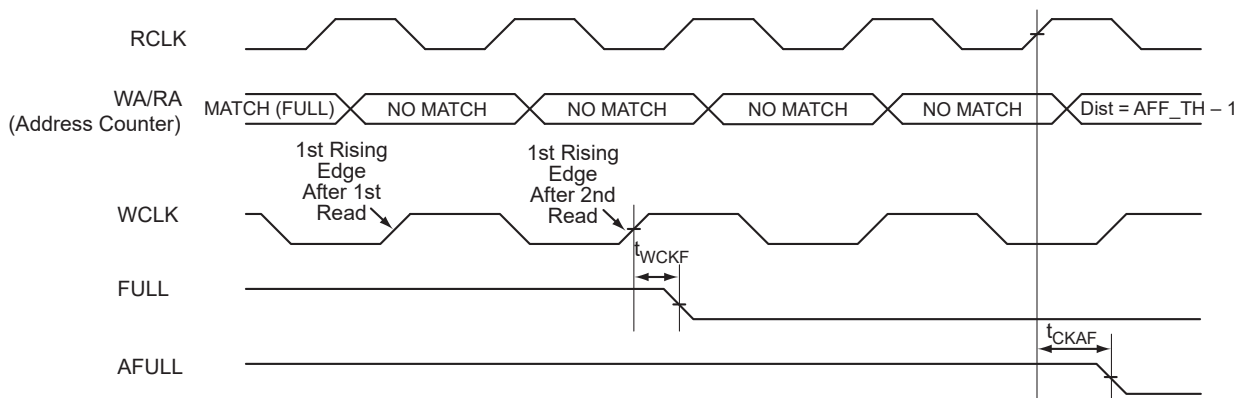 RCLK
WA/RA
(Address Counter)
MATCH (FULL)
NO MATCH
NO MATCH
NO MATCH
NO MATCH
Dist = AFF_TH – 1
1st Rising
Edge
After 1st
Read
1st Rising
Edge
After 2nd
Read
WCLK
tWCKF
FULL
tCKAF
AFULL